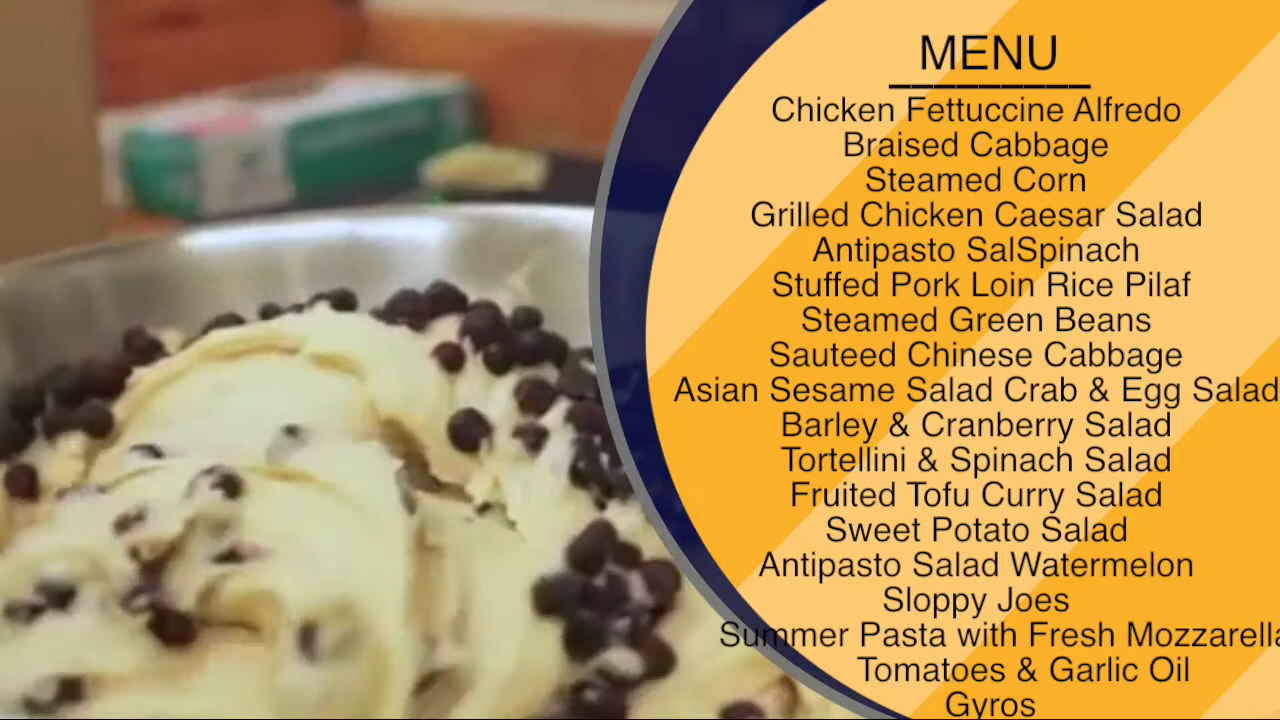 MENU
Chicken Fettuccine Alfredo
Braised Cabbage
Steamed Corn
Grilled Chicken Caesar Salad
Antipasto SalSpinach
Stuffed Pork Loin Rice Pilaf
Steamed Green Beans
Sauteed Chinese Cabbage
Asian Sesame Salad Crab & Egg Salad
Barley & Cranberry Salad
Tortellini & Spinach Salad
Fruited Tofu Curry Salad
Sweet Potato Salad
Antipasto Salad Watermelon
Sloppy Joes
Summer Pasta with Fresh Mozzarella
Tomatoes & Garlic Oil
Gyros